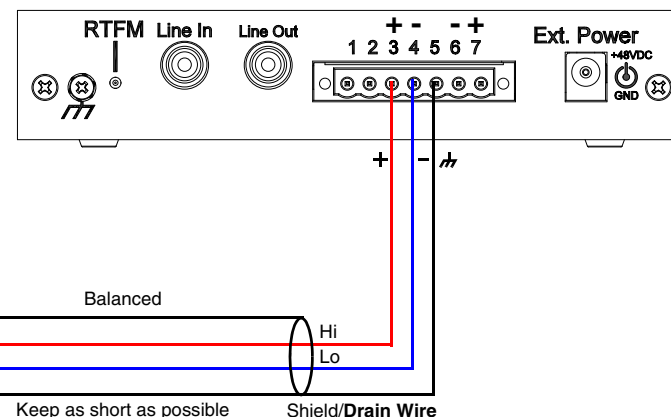 RTFM Line In Line Out + - - + Ext. Power
1 2 3 4 5 6 7
+48VDC
GND
+ -
Balanced
Hi
Lo
Keep as short as possible Shield/Drain Wire